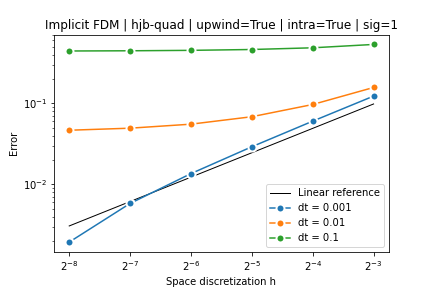 Implicit FDM | hjb-quad | upwind=True | intra=True | sig=1
Error
10⁻¹
10⁻²
Linear reference
dt = 0.001
dt = 0.01
dt = 0.1
2⁻⁸ 2⁻⁷ 2⁻⁶ 2⁻⁵ 2⁻⁴ 2⁻³
Space discretization h